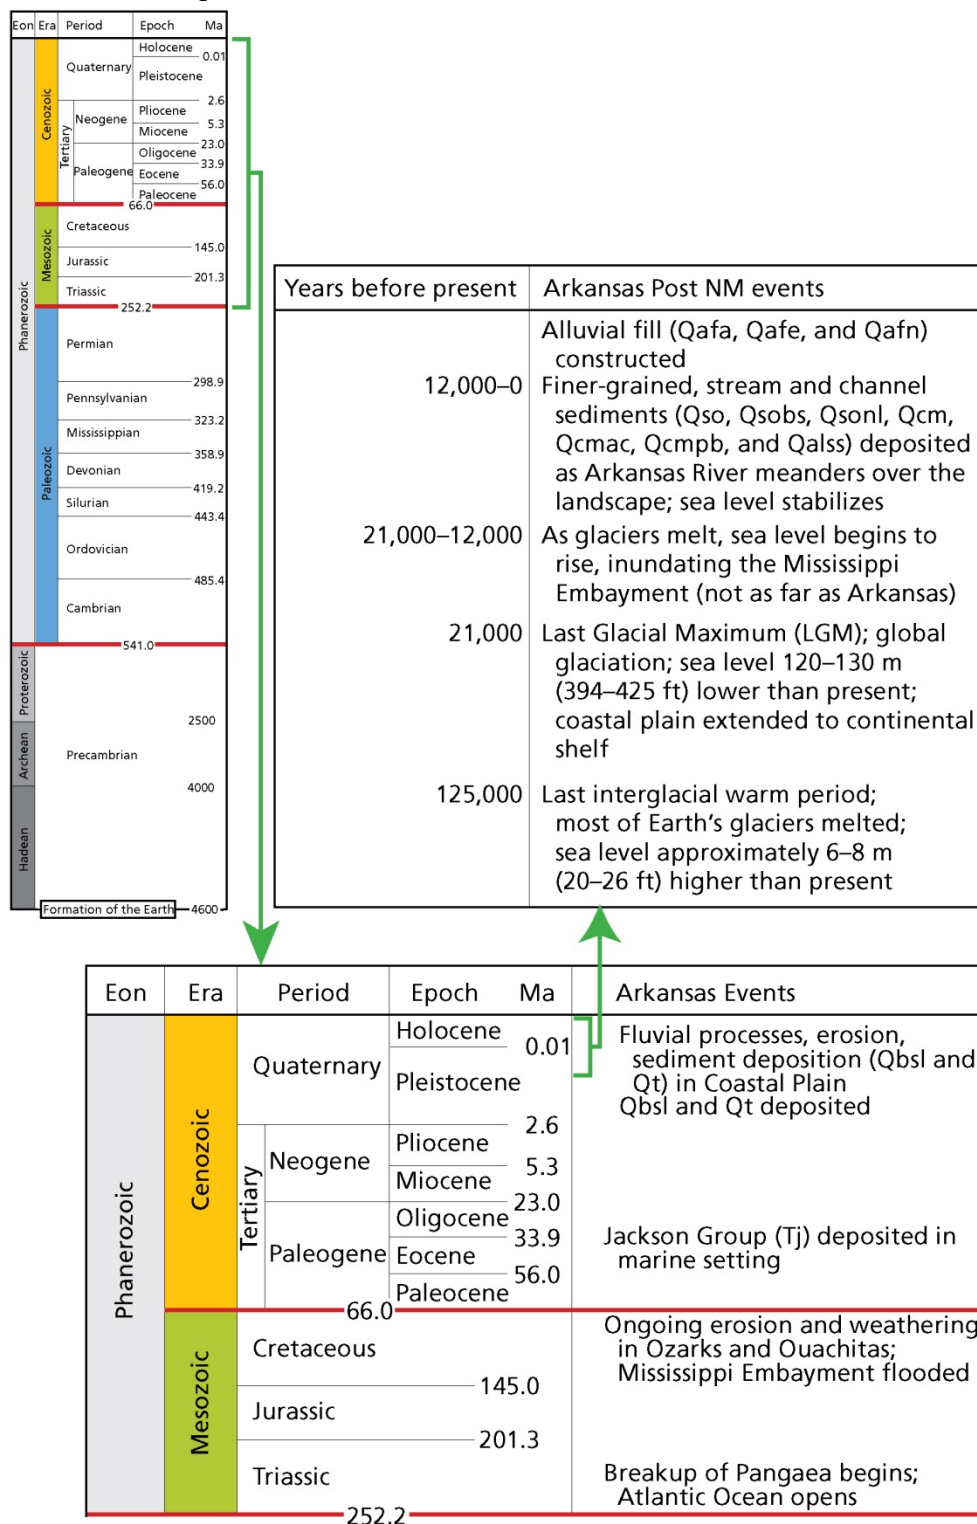 Eon Era Period Epoch Ma
Holocene
0.01
Quaternary
Pleistocene
2.6
Pliocene
Neogene
5.3
Miocene
23.0
Tertiary
Oligocene
33.9
Paleogene
Eocene
56.0
Paleocene
66.0
Cenozoic
Cretaceous
145.0
Jurassic
201.3
Triassic
252.2
Mesozoic
Phanerozoic
Permian
298.9
Pennsylvanian
323.2
Mississippian
358.9
Devonian
419.2
Silurian
443.4
Ordovician
485.4
Cambrian
541.0
Paleozoic
Proterozoic
2500
Archean
Precambrian
4000
Hadean
Formation of the Earth 4600
Years before present Arkansas Post NM events
Alluvial fill (Qafa, Qafe, and Qafn)
constructed
12,000–0 Finer-grained, stream and channel
sediments (Qso, Qsobs, Qsonl, Qcm,
Qcmac, Qcmpb, and Qalss) deposited
as Arkansas River meanders over the
landscape; sea level stabilizes
21,000–12,000 As glaciers melt, sea level begins to
rise, inundating the Mississippi
Embayment (not as far as Arkansas)
21,000 Last Glacial Maximum (LGM); global
glaciation; sea level 120–130 m
(394–425 ft) lower than present;
coastal plain extended to continental
shelf
125,000 Last interglacial warm period;
most of Earth's glaciers melted;
sea level approximately 6–8 m
(20–26 ft) higher than present
Eon Era Period Epoch Ma Arkansas Events
Phanerozoic
Cenozoic
Quaternary
Holocene
0.01
Pleistocene
2.6
Fluvial processes, erosion,
sediment deposition (Qbsl and
Qt) in Coastal Plain
Qbsl and Qt deposited
Tertiary
Neogene
Pliocene
5.3
Miocene
23.0
Paleogene
Oligocene
33.9
Eocene
56.0
Paleocene
66.0
Jackson Group (Tj) deposited in
marine setting
Mesozoic
Cretaceous
145.0
Ongoing erosion and weathering
in Ozarks and Ouachitas;
Mississippi Embayment flooded
Jurassic
201.3
Triassic
252.2
Breakup of Pangaea begins;
Atlantic Ocean opens